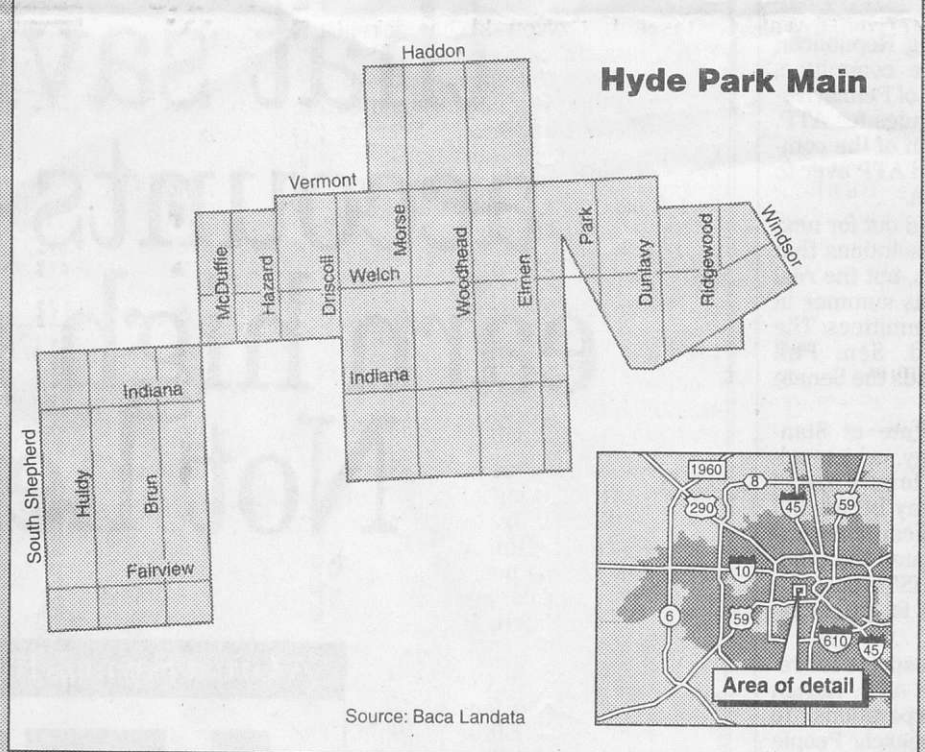 Haddon
Hyde Park Main
Vermont
Windsor
McDuffie
Hazzard
Driscoll
Morse
Welch
Woodhead
Elmen
Park
Dunlavy
Ridgewood
Indiana
Indiana
South Shepherd
Huldy
Brun
Fairview
1960
8
290
45
59
10
6
59
610
45
Area of detail
Source: Baca Landata